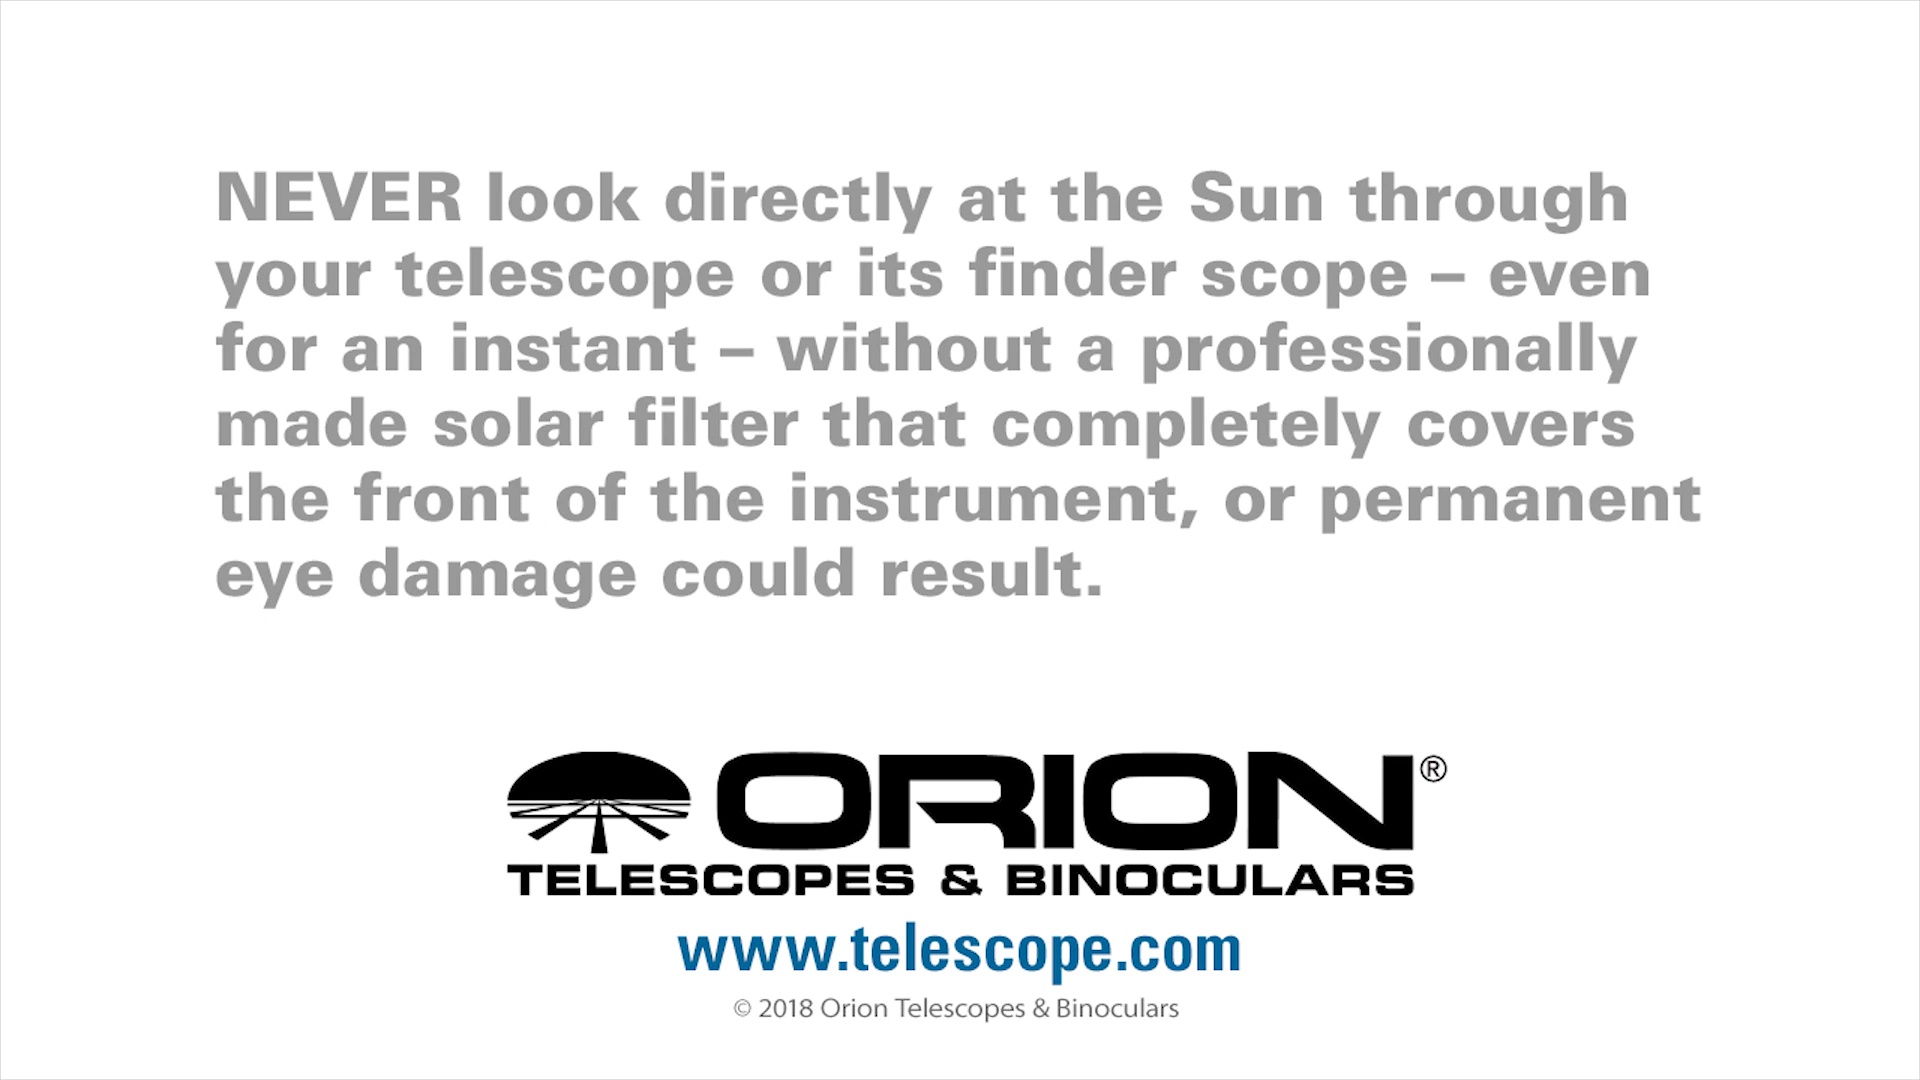 NEVER look directly at the Sun through
your telescope or its finder scope – even
for an instant – without a professionally
made solar filter that completely covers
the front of the instrument, or permanent
eye damage could result.
ORION®
TELESCOPES & BINOCULARS
www.telescope.com
© 2018 Orion Telescopes & Binoculars